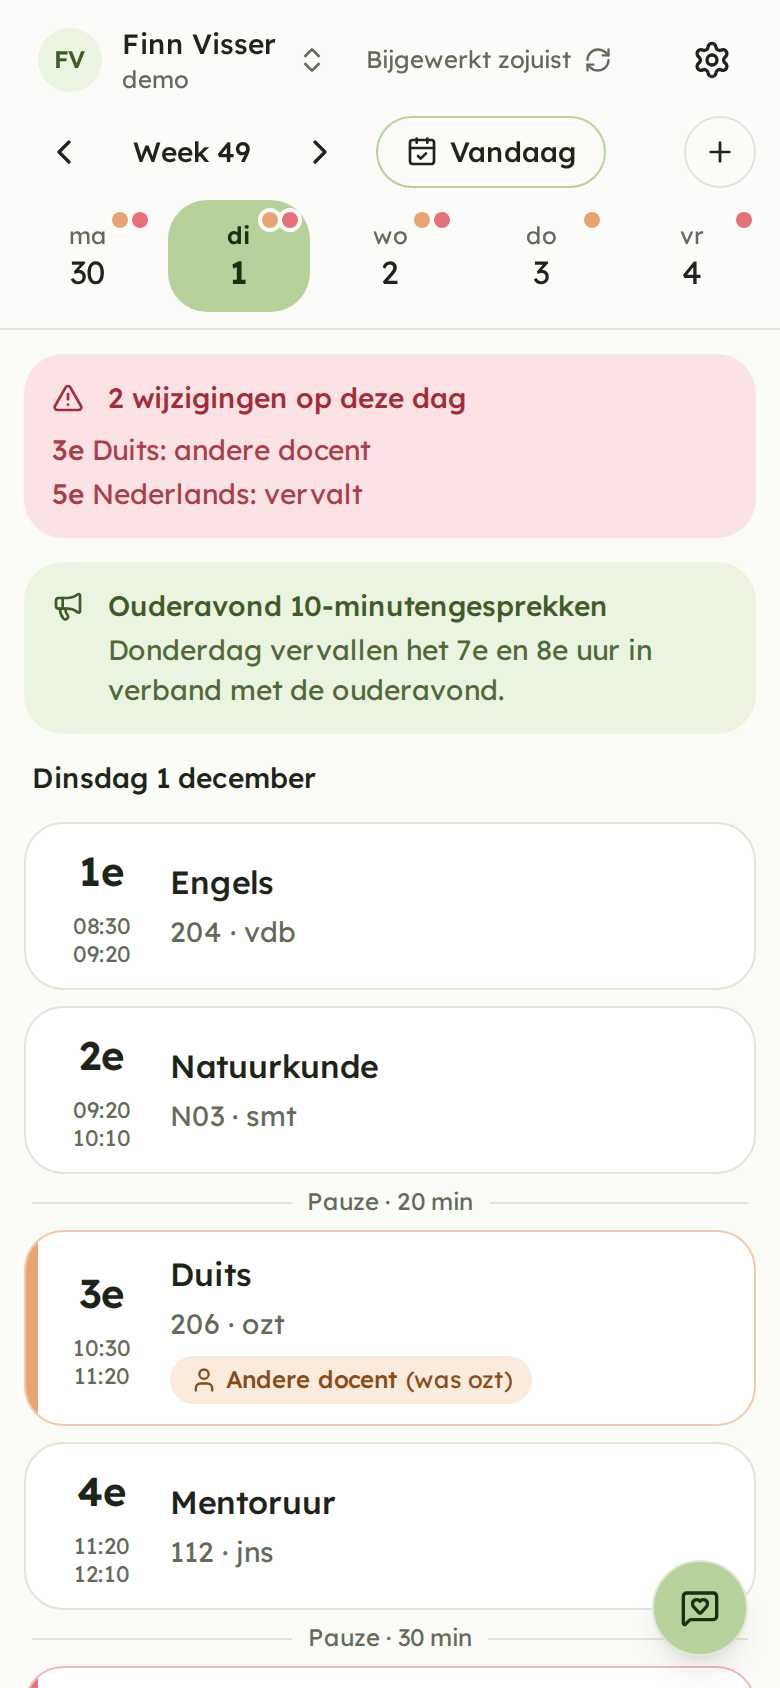 FV
Finn Visser
demo
Bijgewerkt zojuist
Week 49
Vandaag
ma
30
di
1
wo
2
do
3
vr
4
2 wijzigingen op deze dag
3e Duits: andere docent
5e Nederlands: vervalt
Ouderavond 10-minutengesprekken
Donderdag vervallen het 7e en 8e uur in
verband met de ouderavond.
Dinsdag 1 december
1e
08:30
09:20
Engels
204 · vdb
2e
09:20
10:10
Natuurkunde
N03 · smt
Pauze · 20 min
3e
10:30
11:20
Duits
206 · ozt
Andere docent (was ozt)
4e
11:20
12:10
Mentoruur
112 · jns
Pauze · 30 min